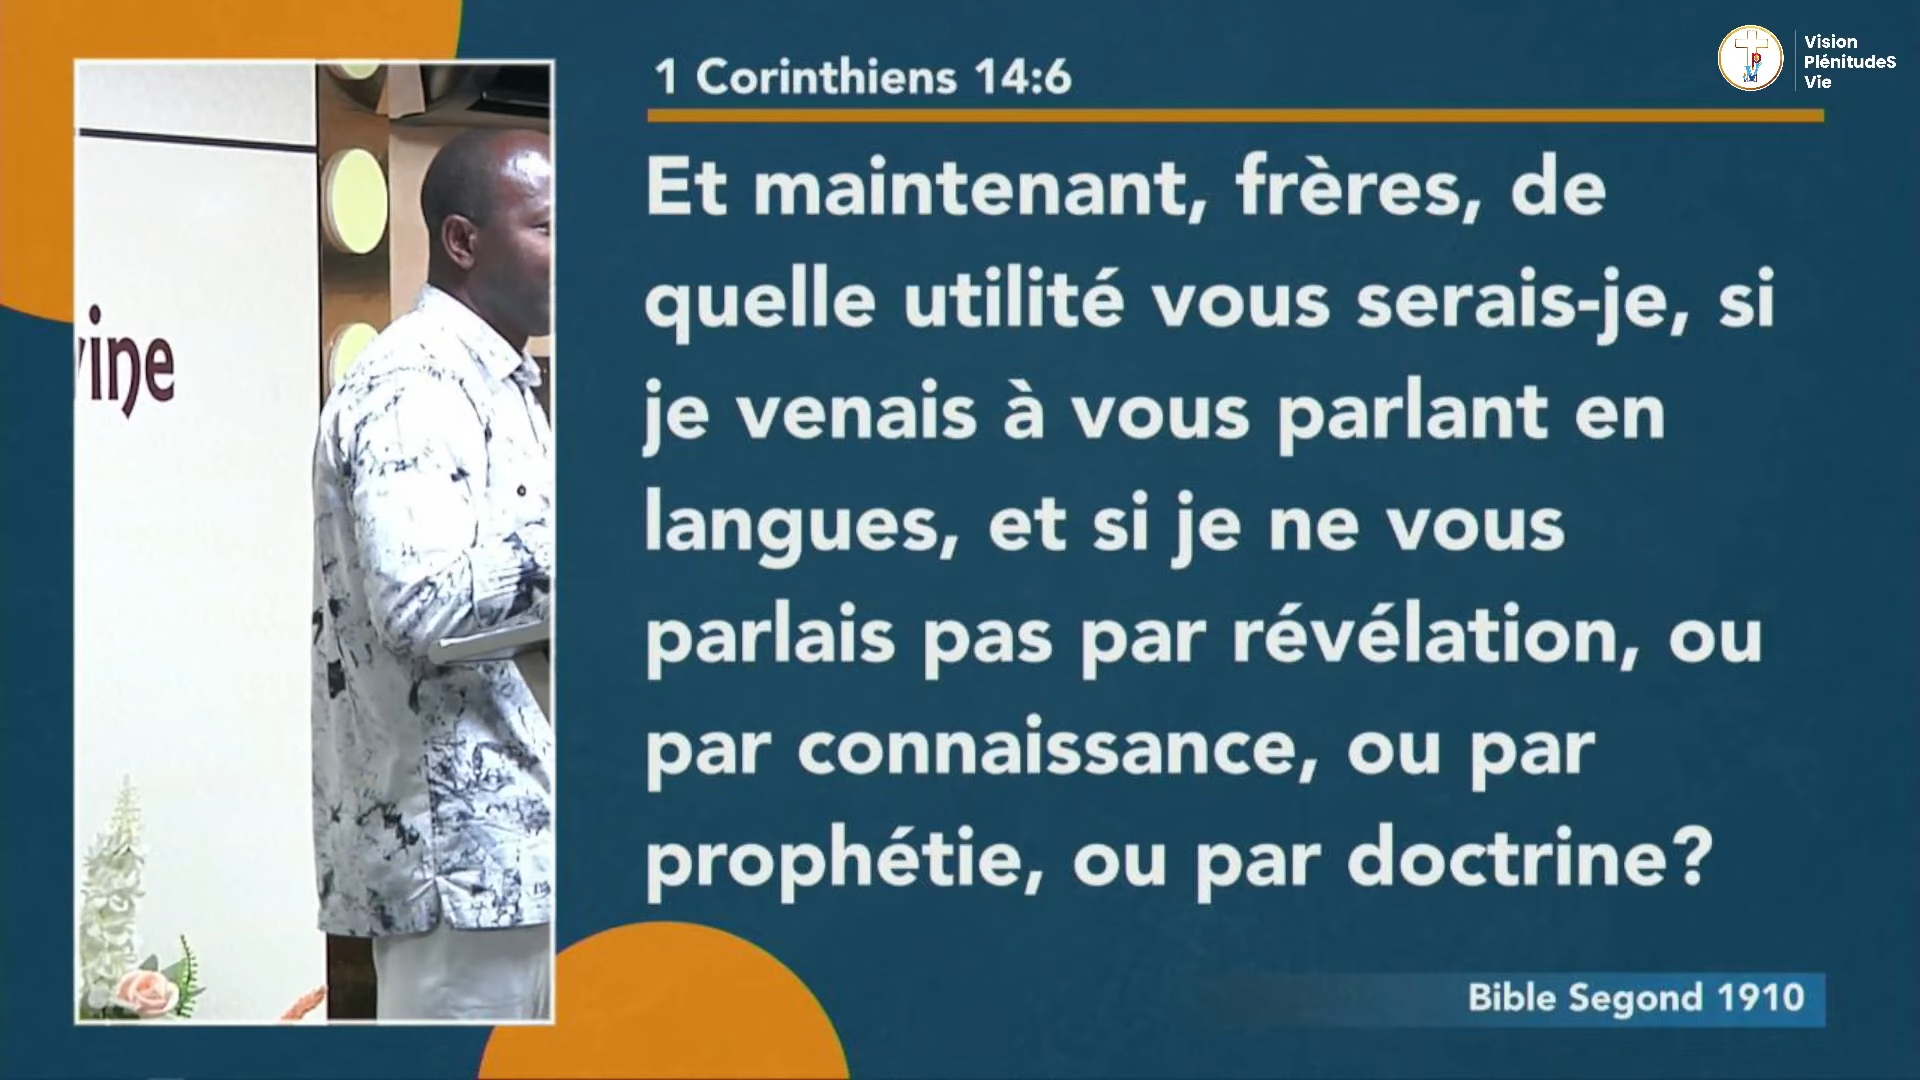 1 Corinthiens 14:6
Vision
PlénitudeS
Vie
Et maintenant, frères, de
quelle utilité vous serais-je, si
je venais à vous parlant en
langues, et si je ne vous
parlais pas par révélation, ou
par connaissance, ou par
prophétie, ou par doctrine?
Bible Segond 1910